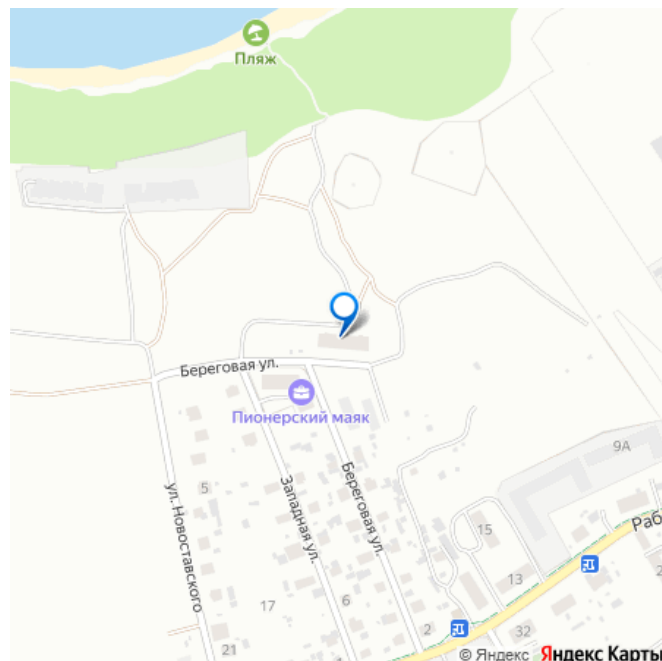 Пляж
Береговая ул.
Пионерский маяк
9А
5
ул. Новоставского
Западная ул.
Береговая ул.
15
Раб
13
17
6
2
2
32
21
© Яндекс Яндекс Карты